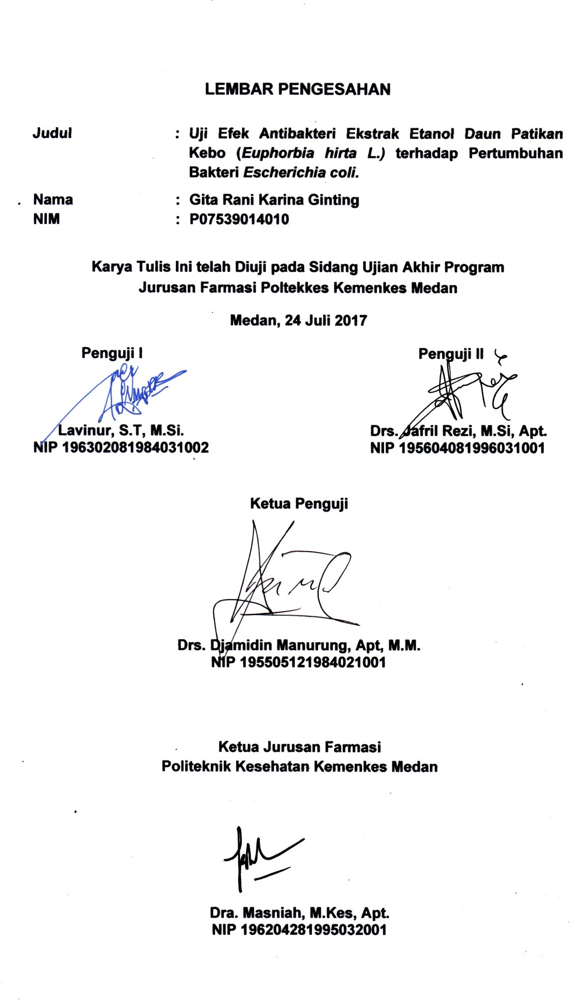 LEMBAR PENGESAHAN
Judul : Uji Efek Antibakteri Ekstrak Etanol Daun Patikan
Kebo (Euphorbia hirta L.) terhadap Pertumbuhan
Bakteri Escherichia coli.
Nama : Gita Rani Karina Ginting
NIM : P07539014010
Karya Tulis Ini telah Diuji pada Sidang Ujian Akhir Program
Jurusan Farmasi Poltekkes Kemenkes Medan
Medan, 24 Juli 2017
Penguji I
Penguji II
Lavinur, S.T, M.Si.
NIP 196302081984031002
Drs. Jafril Rezi, M.Si, Apt.
NIP 195604081996031001
Ketua Penguji
Drs. Djamidin Manurung, Apt, M.M.
NIP 195505121984021001
Ketua Jurusan Farmasi
Politeknik Kesehatan Kemenkes Medan
Dra. Masniah, M.Kes, Apt.
NIP 196204281995032001